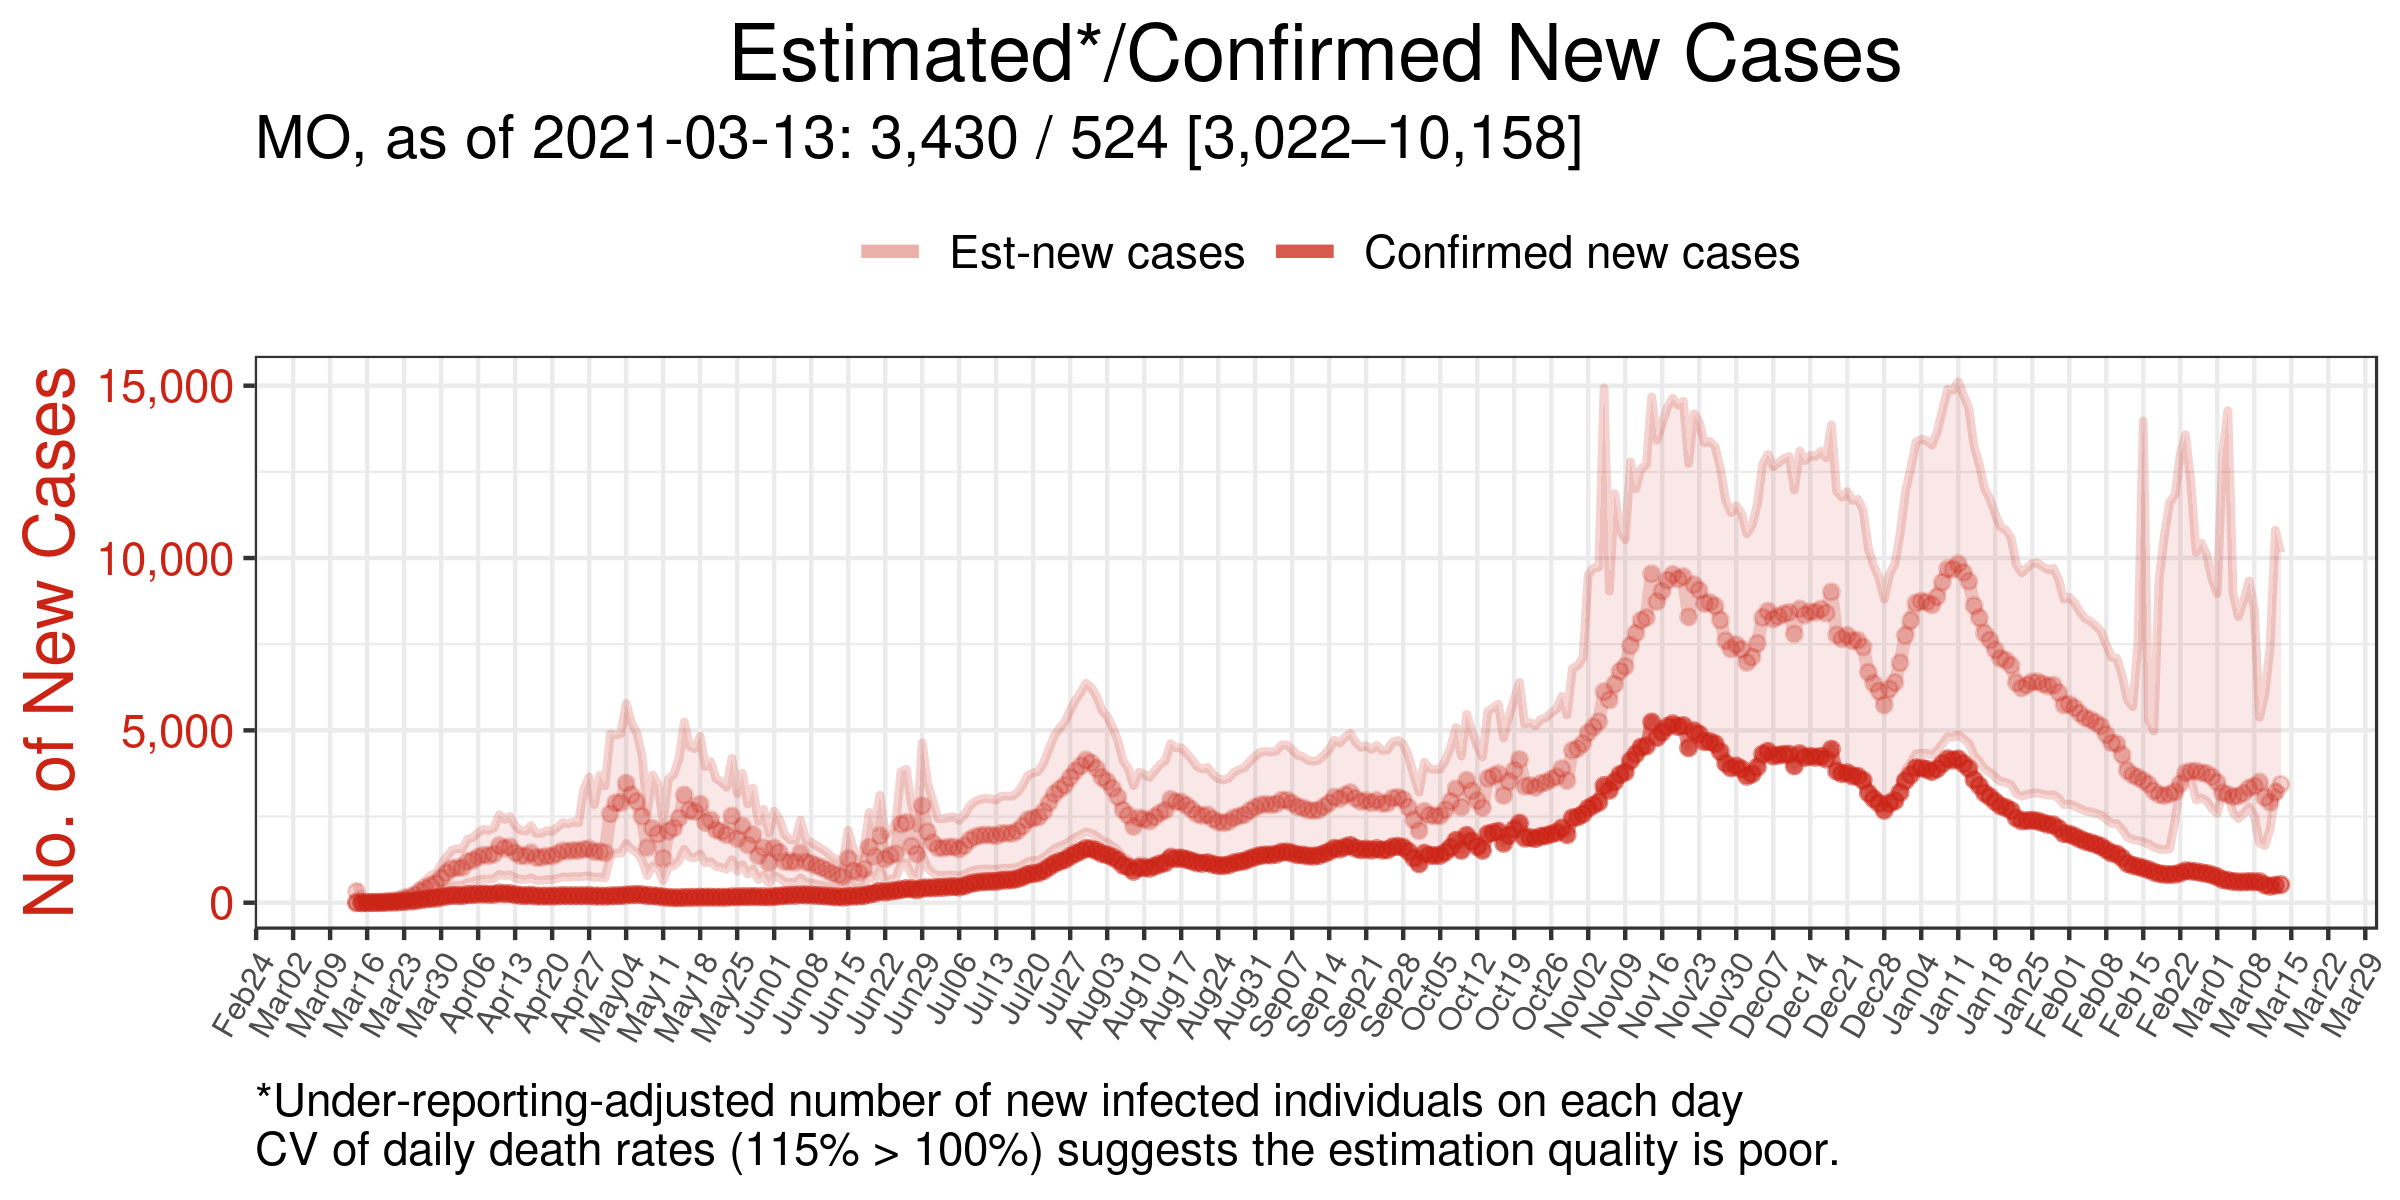 Estimated*/Confirmed New Cases
MO, as of 2021-03-13: 3,430 / 524 [3,022–10,158]
Est-new cases
Confirmed new cases
No. of New Cases
15,000
10,000
5,000
0
Feb24
Mar02
Mar09
Mar16
Mar23
Mar30
Apr06
Apr13
Apr20
Apr27
May04
May11
May18
May25
Jun01
Jun08
Jun15
Jun22
Jun29
Jul06
Jul13
Jul20
Jul27
Aug03
Aug10
Aug17
Aug24
Aug31
Sep07
Sep14
Sep21
Sep28
Oct05
Oct12
Oct19
Oct26
Nov02
Nov09
Nov16
Nov23
Nov30
Dec07
Dec14
Dec21
Dec28
Jan04
Jan11
Jan18
Jan25
Feb01
Feb08
Feb15
Feb22
Mar01
Mar08
Mar15
Mar22
Mar29
*Under-reporting-adjusted number of new infected individuals on each day
CV of daily death rates (115% > 100%) suggests the estimation quality is poor.